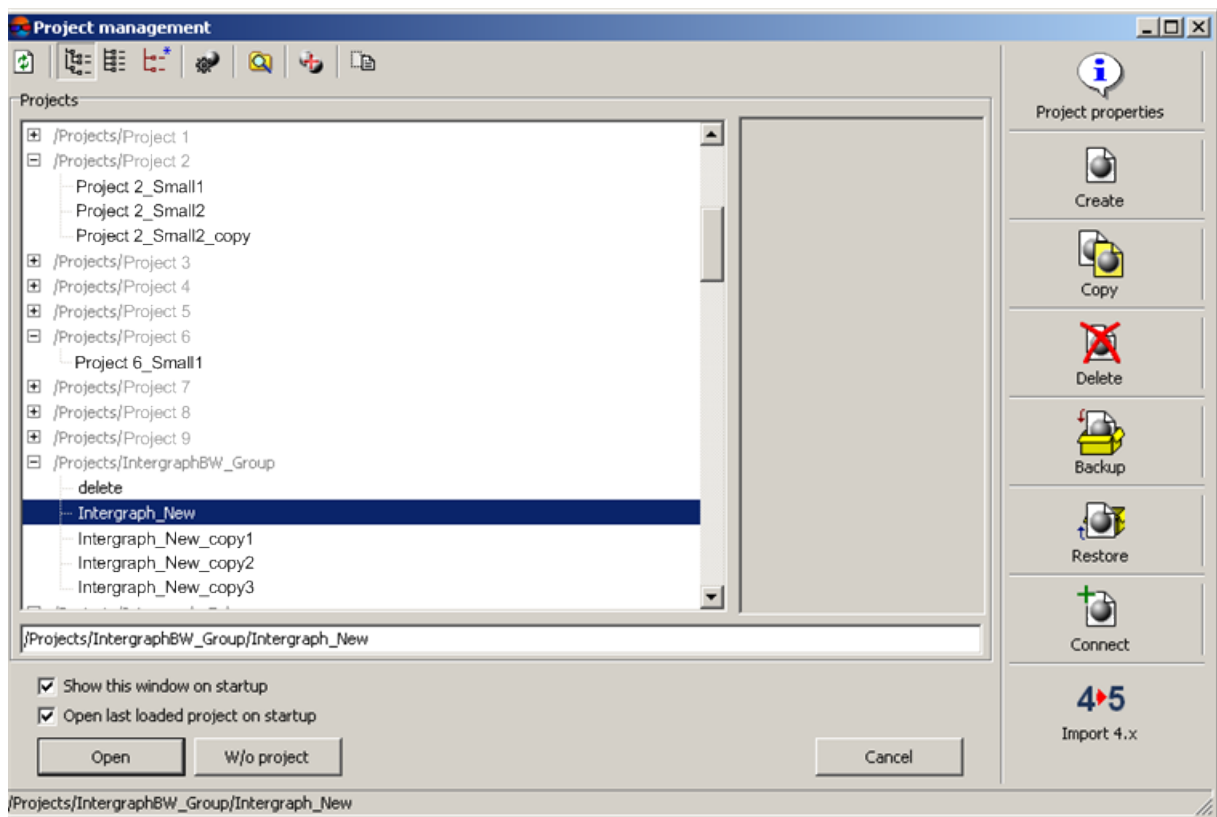 Project management
Projects
/Projects/Project 1
/Projects/Project 2
Project 2_Small1
Project 2_Small2
Project 2_Small2_copy
/Projects/Project 3
/Projects/Project 4
/Projects/Project 5
/Projects/Project 6
Project 6_Small1
/Projects/Project 7
/Projects/Project 8
/Projects/Project 9
/Projects/IntergraphBW_Group
delete
Intergraph_New
Intergraph_New_copy1
Intergraph_New_copy2
Intergraph_New_copy3
/Projects/IntergraphBW_Group/Intergraph_New
Show this window on startup
Open last loaded project on startup
Open
W/o project
Cancel
/Projects/IntergraphBW_Group/Intergraph_New
Project properties
Create
Copy
Delete
Backup
Restore
Connect
4 5
Import 4.x